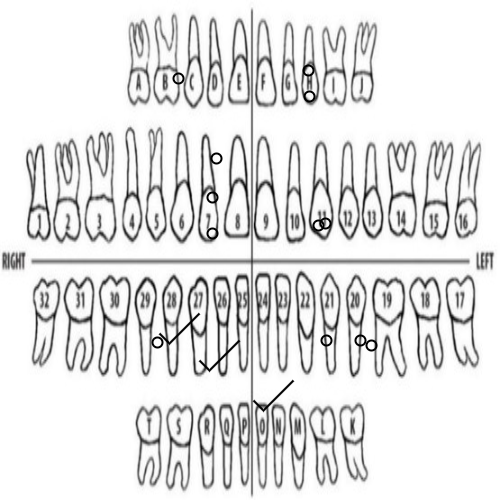 A B C D E F G H I J
1 2 3 4 5 6 7 8 9 10 11 12 13 14 15 16
RIGHT LEFT
32 31 30 29 28 27 26 25 24 23 22 21 20 19 18 17
T S R Q P O N M L K